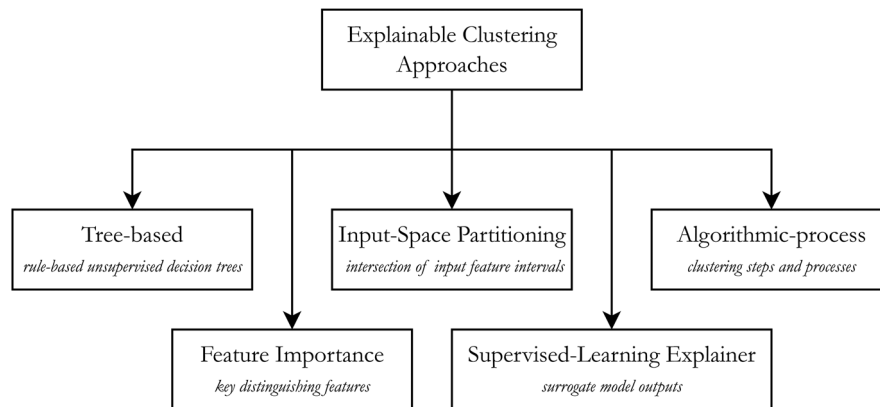 Explainable Clustering
Approaches
Tree-based
rule-based unsupervised decision trees
Input-Space Partitioning
intersection of input feature intervals
Algorithmic-process
clustering steps and processes
Feature Importance
key distinguishing features
Supervised-Learning Explainer
surrogate model outputs